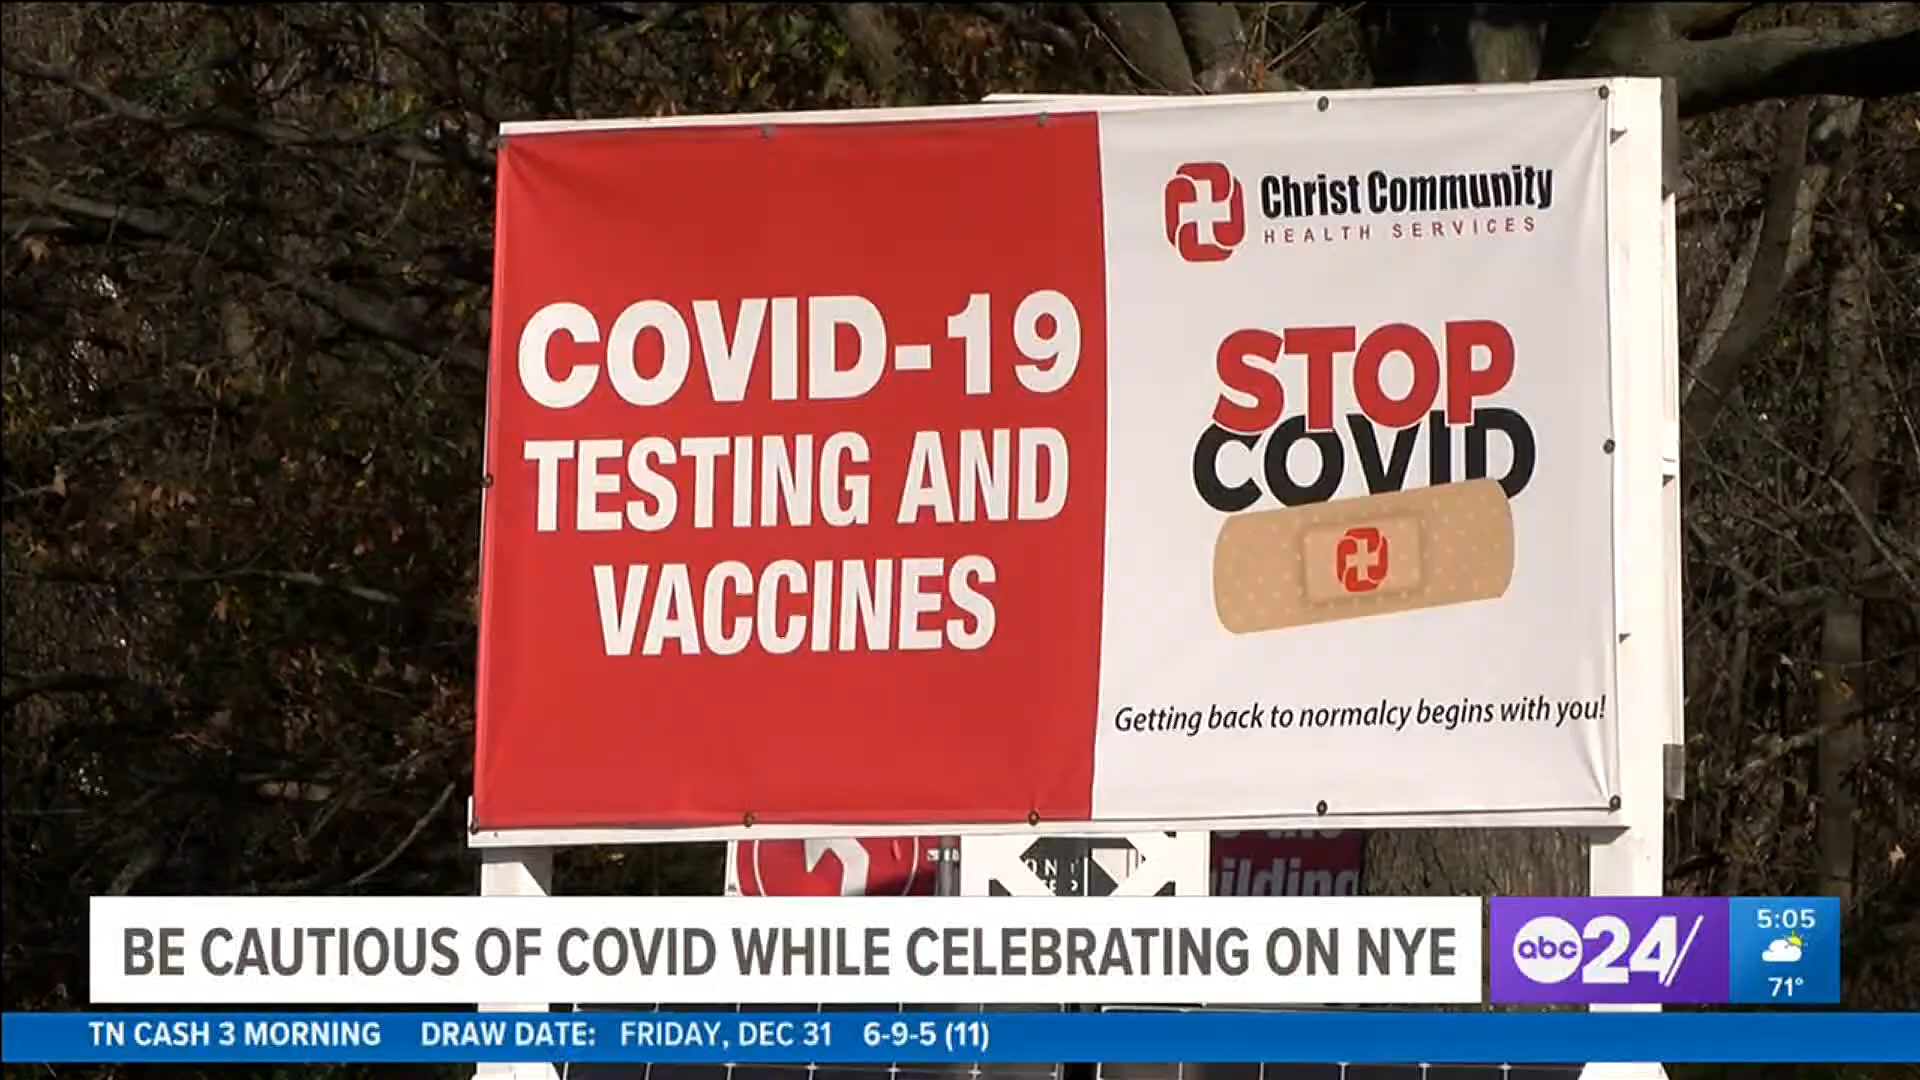 COVID-19
TESTING AND
VACCINES
Christ Community
HEALTH SERVICES
STOP
COVID
Getting back to normalcy begins with you!
ilding
BE CAUTIOUS OF COVID WHILE CELEBRATING ON NYE
abc24/
5:05
71°
TN CASH 3 MORNING DRAW DATE: FRIDAY, DEC 31 6-9-5 (11)